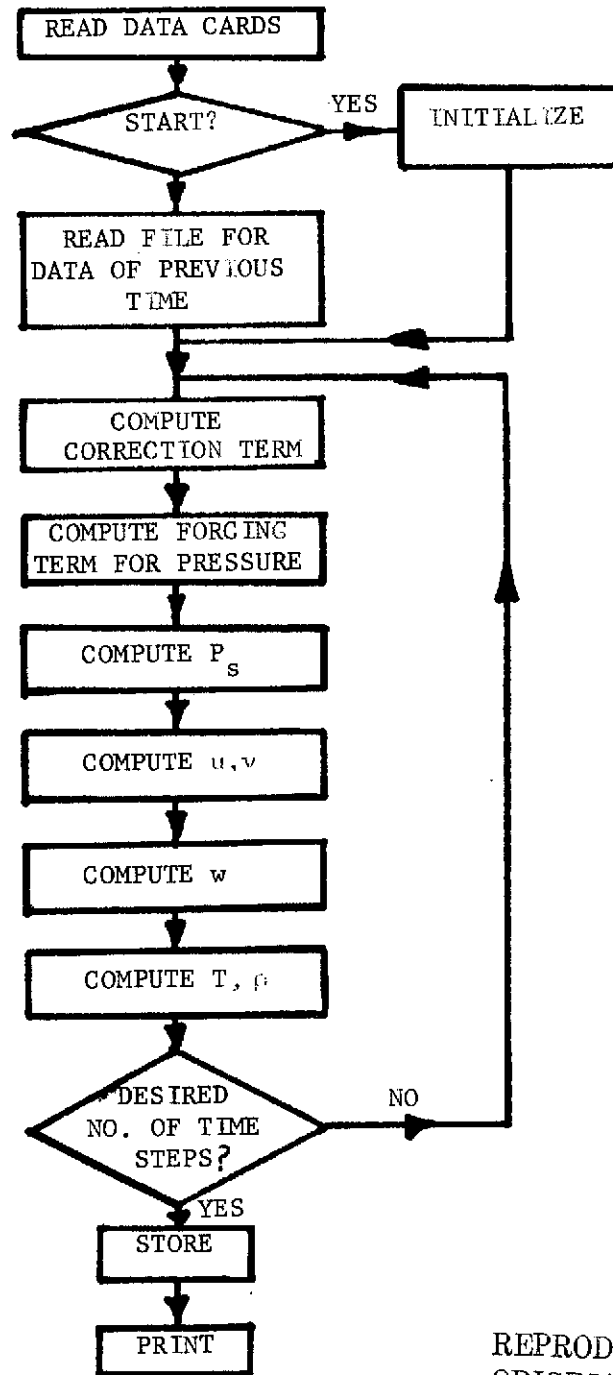 READ DATA CARDS
START?
YES
INITIALIZE
READ FILE FOR
DATA OF PREVIOUS
TIME
COMPUTE
CORRECTION TERM
COMPUTE FORCING
TERM FOR PRESSURE
COMPUTE P_s
COMPUTE u,v
COMPUTE w
COMPUTE T, ρ
DESIRED
NO. OF TIME
STEPS?
NO
YES
STORE
PRINT
REPROD